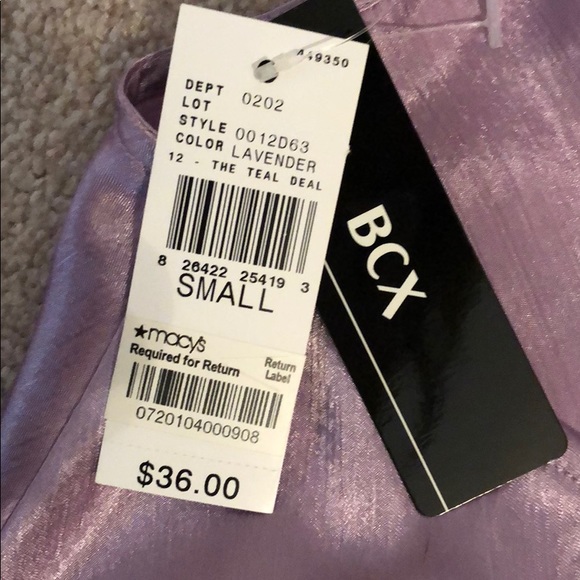 449350
DEPT 0202
LOT
STYLE 0012D63
COLOR LAVENDER
12 - THE TEAL DEAL
8 26422 25419 3
SMALL
★macy's
Required for Return
Return Label
0720104000908
$36.00
BCX